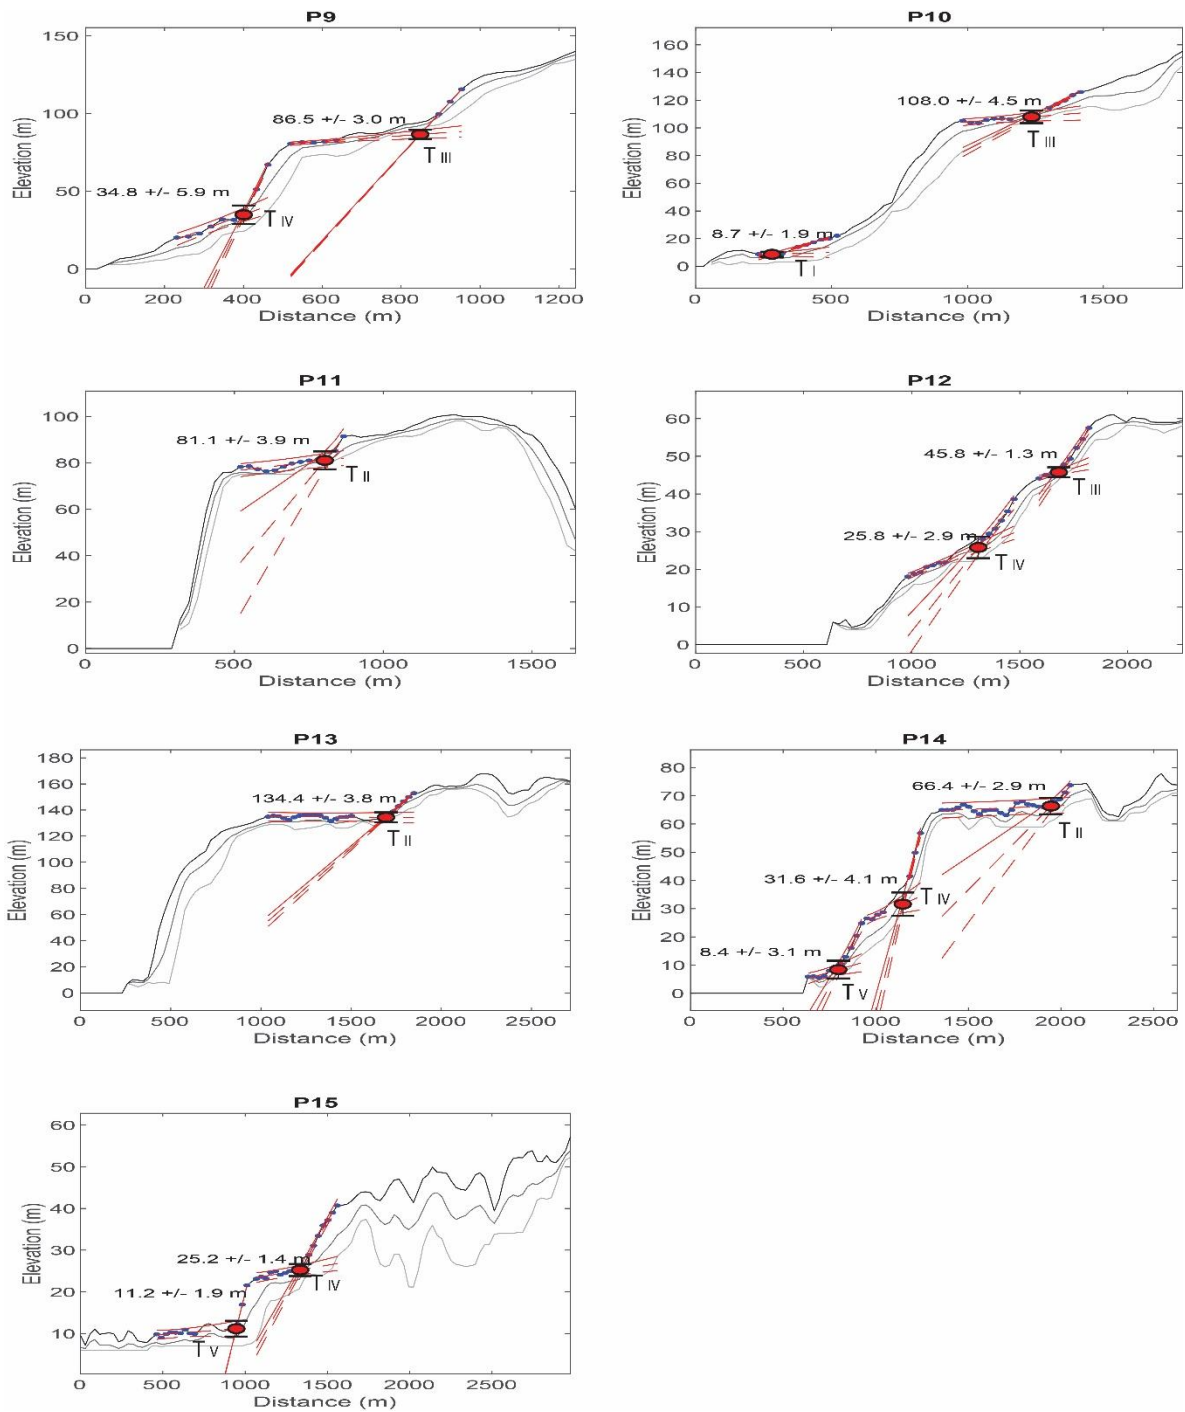 P9
150
100
50
0
Elevation (m)
86.5 +/- 3.0 m
T III
34.8 +/- 5.9 m
T IV
0 200 400 600 800 1000 1200
Distance (m)
P10
160
140
120
100
80
60
40
20
0
Elevation (m)
108.0 +/- 4.5 m
T III
8.7 +/- 1.9 m
T I
0 500 1000 1500
Distance (m)
P11
100
80
60
40
20
0
Elevation (m)
81.1 +/- 3.9 m
T II
0 500 1000 1500
Distance (m)
P12
60
50
40
30
20
10
0
Elevation (m)
45.8 +/- 1.3 m
T III
25.8 +/- 2.9 m
T IV
0 500 1000 1500 2000
Distance (m)
P13
180
160
140
120
100
80
60
40
20
0
Elevation (m)
134.4 +/- 3.8 m
T II
0 500 1000 1500 2000 2500
Distance (m)
P14
80
70
60
50
40
30
20
10
0
Elevation (m)
66.4 +/- 2.9 m
T II
31.6 +/- 4.1 m
T IV
8.4 +/- 3.1 m
T V
0 500 1000 1500 2000 2500
Distance (m)
P15
60
50
40
30
20
10
0
Elevation (m)
25.2 +/- 1.4 m
T IV
11.2 +/- 1.9 m
T V
0 500 1000 1500 2000 2500
Distance (m)